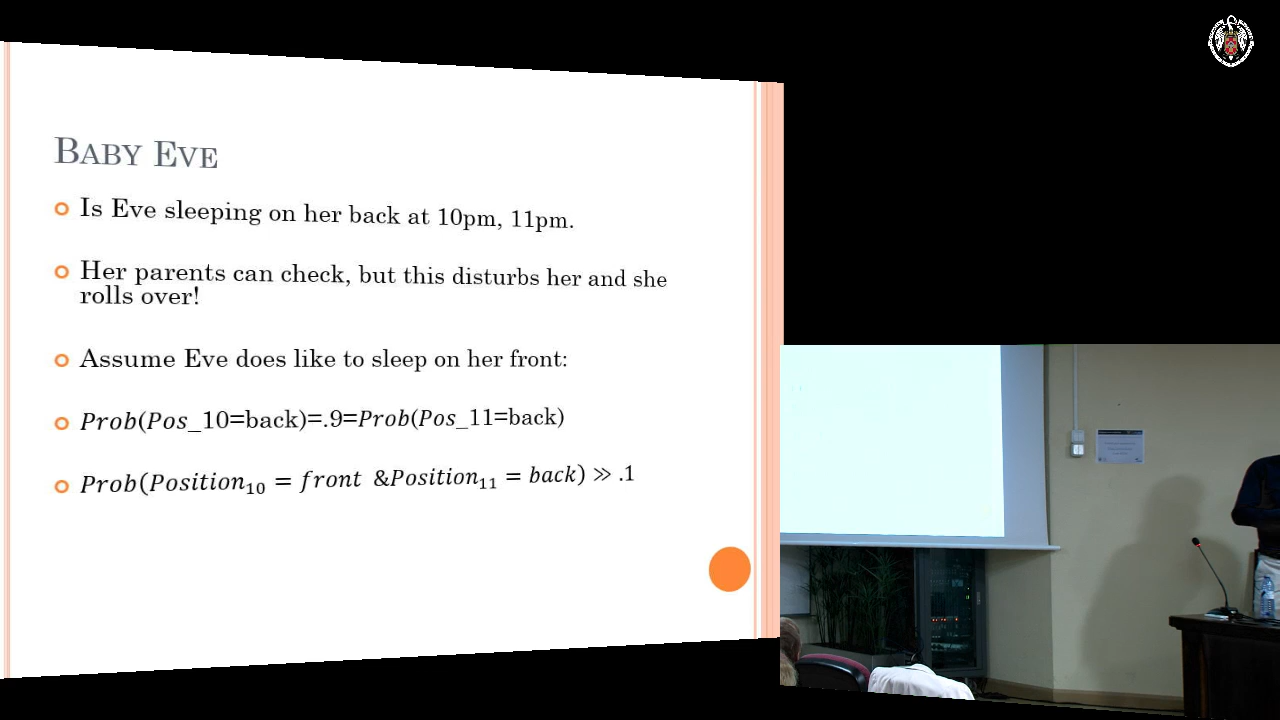 BABY EVE
Is Eve sleeping on her back at 10pm, 11pm.
Her parents can check, but this disturbs her and she
rolls over!
Assume Eve does like to sleep on her front:
Prob(Pos_10=back)=.9=Prob(Pos_11=back)
Prob(Position₁₀ = front &Position₁₁ = back) ≫ .1